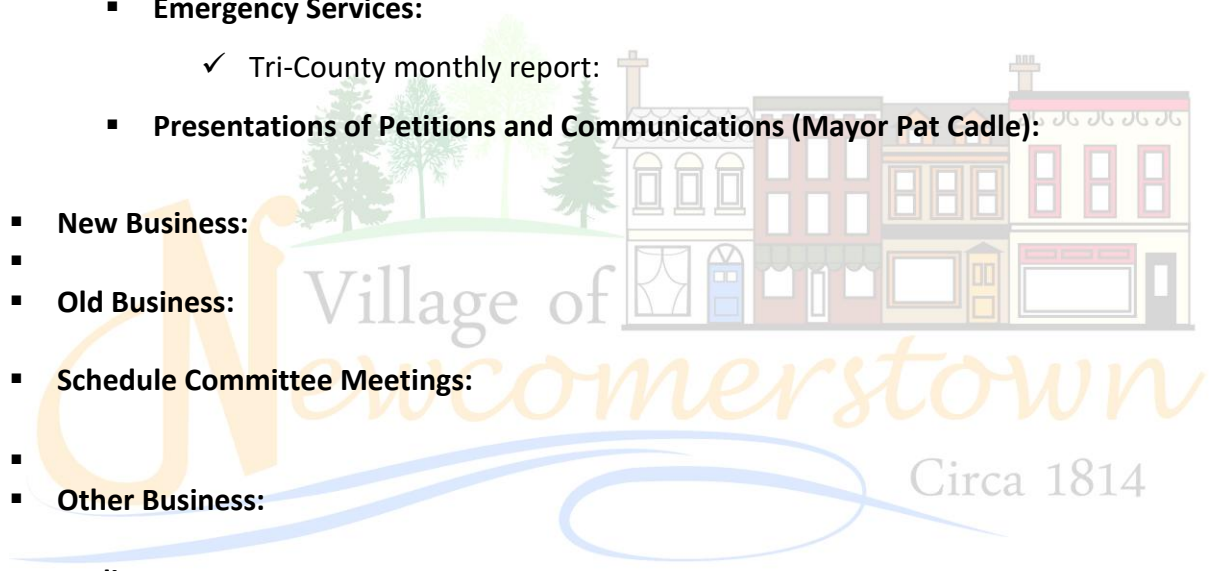 ▪ Emergency Services:
✓ Tri-County monthly report:
▪ Presentations of Petitions and Communications (Mayor Pat Cadle):
▪ New Business:
▪
▪ Old Business:
Village of
Newcomerstown
▪ Schedule Committee Meetings:
▪
Circa 1814
▪ Other Business: